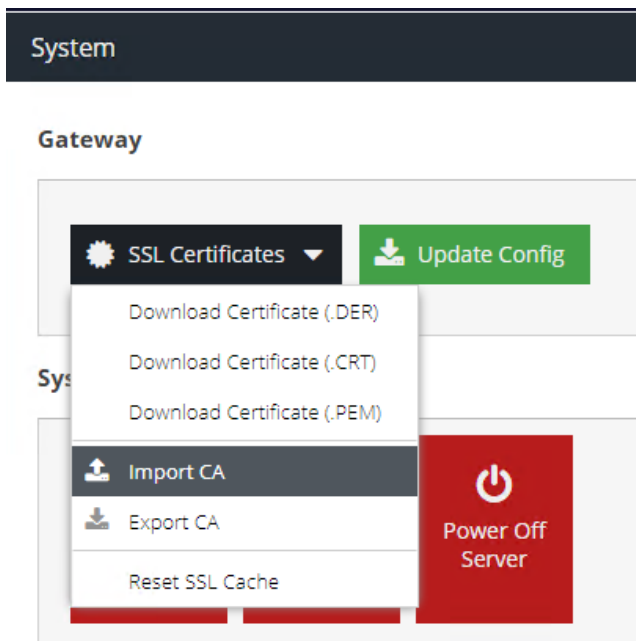 System
Gateway
SSL Certificates
Update Config
Download Certificate (.DER)
Download Certificate (.CRT)
Download Certificate (.PEM)
Import CA
Export CA
Reset SSL Cache
Power Off
Server